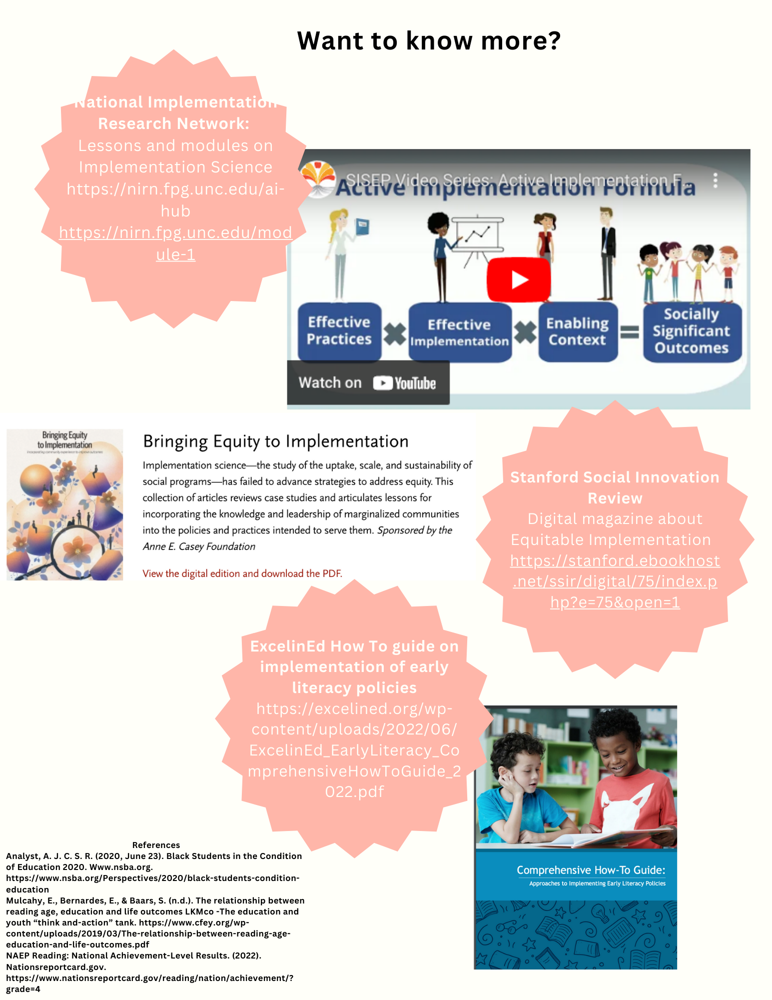 Want to know more?
National Implementation
Research Network:
Lessons and modules on
Implementation Science
https://nirn.fpg.unc.edu/ai-
hub
https://nirn.fpg.unc.edu/mod
ule-1
SISEP Video Series: Active Implementation F...
Active Implementation Formula
Effective
Practices
Effective
Implementation
Enabling
Context
=
Socially
Significant
Outcomes
Watch on YouTube
Bringing Equity
to Implementation
Incorporating community experience to improve outcomes
Bringing Equity to Implementation
Implementation science—the study of the uptake, scale, and sustainability of
social programs—has failed to advance strategies to address equity. This
collection of articles reviews case studies and articulates lessons for
incorporating the knowledge and leadership of marginalized communities
into the policies and practices intended to serve them. Sponsored by the
Anne E. Casey Foundation
View the digital edition and download the PDF.
Stanford Social Innovation
Review
Digital magazine about
Equitable Implementation
https://stanford.ebookhost
.net/ssir/digital/75/index.p
hp?e=75&open=1
ExcelinEd How To guide on
implementation of early
literacy policies
https://excelined.org/wp-
content/uploads/2022/06/
ExcelinEd_EarlyLiteracy_Co
mprehensiveHowToGuide_2
022.pdf
Comprehensive How-To Guide:
Approaches to Implementing Early Literacy Policies
References
Analyst, A. J. C. S. R. (2020, June 23). Black Students in the Condition
of Education 2020. Www.nsba.org.
https://www.nsba.org/Perspectives/2020/black-students-condition-
education
Mulcahy, E., Bernardes, E., & Baars, S. (n.d.). The relationship between
reading age, education and life outcomes LKMco -The education and
youth “think and-action” tank. https://www.cfey.org/wp-
content/uploads/2019/03/The-relationship-between-reading-age-
education-and-life-outcomes.pdf
NAEP Reading: National Achievement-Level Results. (2022).
Nationsreportcard.gov.
https://www.nationsreportcard.gov/reading/nation/achievement/?
grade=4